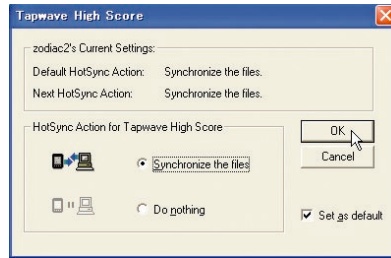 Tapwave High Score
zodiac2's Current Settings:
Default HotSync Action: Synchronize the files.
Next HotSync Action: Synchronize the files.
HotSync Action for Tapwave High Score
Synchronize the files
Do nothing
OK
Cancel
Set as default